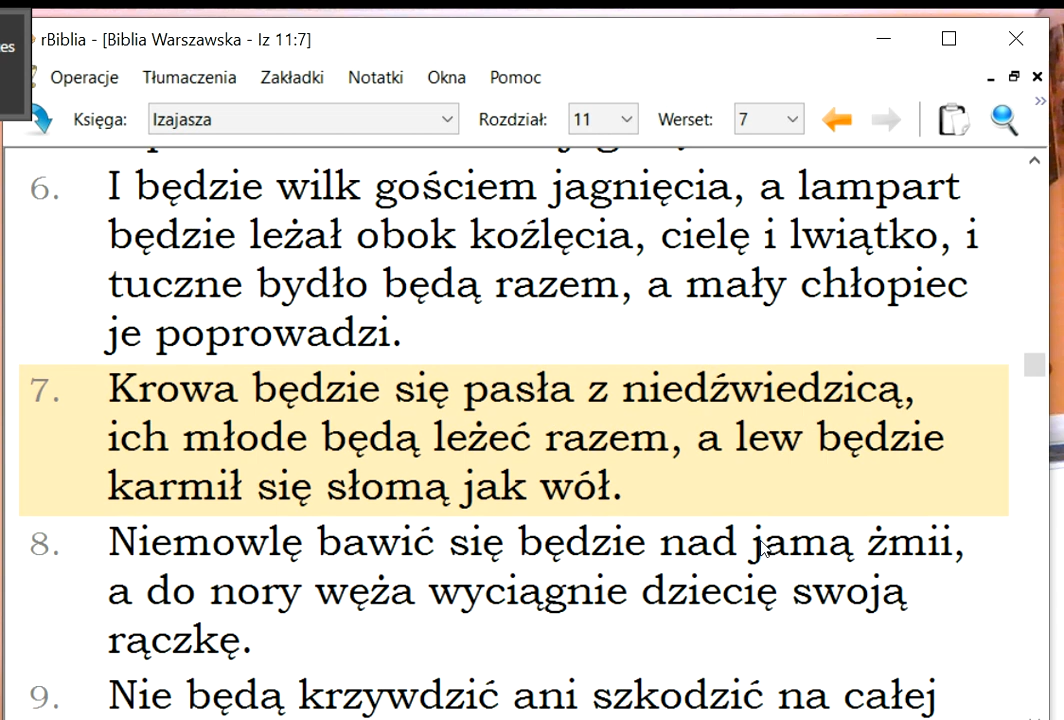 es
rBiblia - [Biblia Warszawska - Iz 11:7]
Operacje Tłumaczenia Zakładki Notatki Okna Pomoc
Księga: Izajasza Rozdział: 11 Werset: 7
6. I będzie wilk gościem jagnięcia, a lampart
będzie leżał obok koźlęcia, cielę i lwiątko, i
tuczne bydło będą razem, a mały chłopiec
je poprowadzi.
7. Krowa będzie się pasła z niedźwiedzicą,
ich młode będą leżeć razem, a lew będzie
karmił się słomą jak wół.
8. Niemowlę bawić się będzie nad jamą żmii,
a do nory węża wyciągnie dziecię swoją
rączkę.
9. Nie będą krzywdzić ani szkodzić na całej